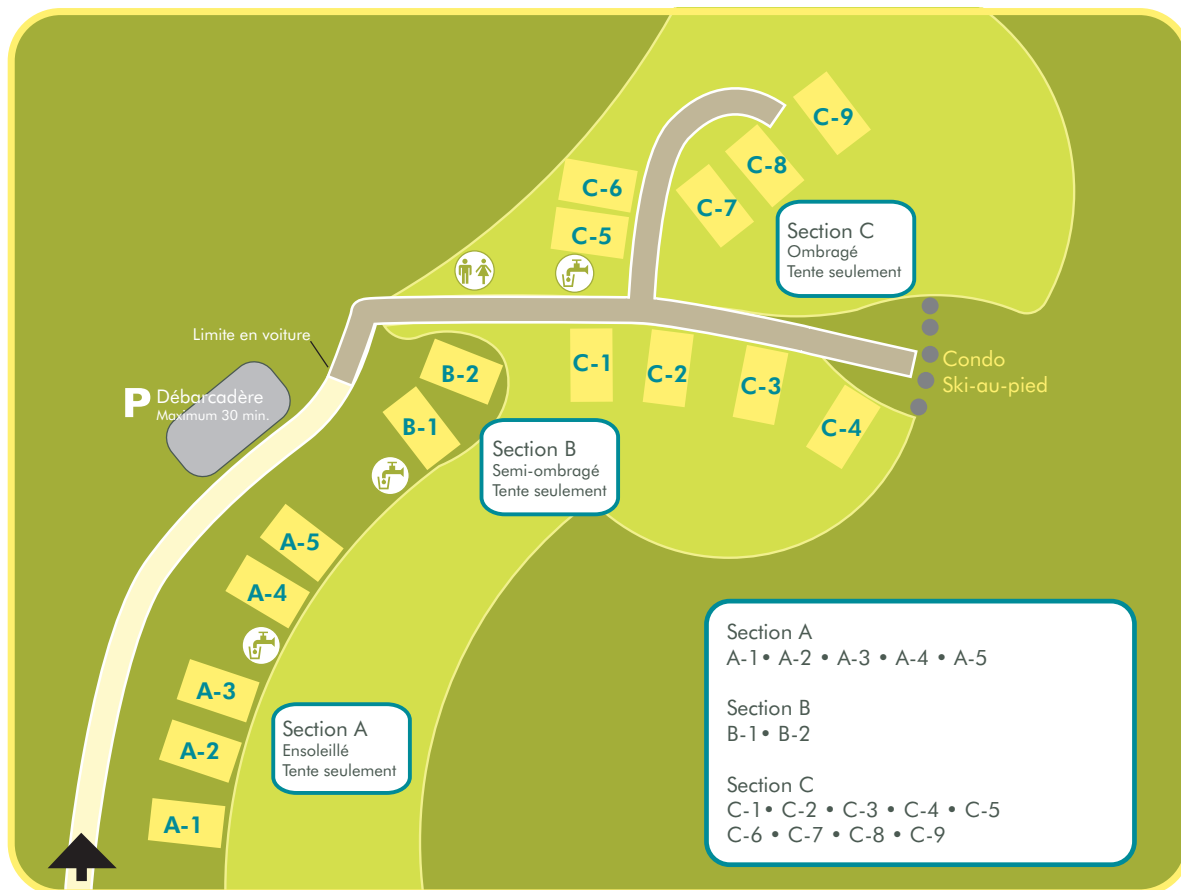 C-9
C-8
C-7
C-6
C-5
Section C
Ombragé
Tente seulement
Limite en voiture
P Débarcadère
Maximum 30 min.
B-2
B-1
C-1
C-2
C-3
C-4
Condo
Ski-au-pied
Section B
Semi-ombragé
Tente seulement
A-5
A-4
A-3
A-2
A-1
Section A
Ensoleillé
Tente seulement
Section A
A-1• A-2 • A-3 • A-4 • A-5
Section B
B-1• B-2
Section C
C-1• C-2 • C-3 • C-4 • C-5
C-6 • C-7 • C-8 • C-9